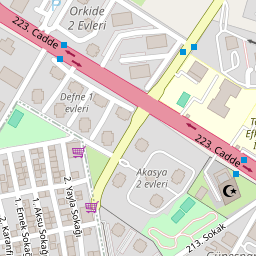 Orkide
2 Evleri
P
223. Cadde
Defne 1
evleri
223. Cadde
Akasya
2 evleri
2. Yayla Sokağı
1. Aksu Sokağı
1. Emek Sokağı
213. Sokak